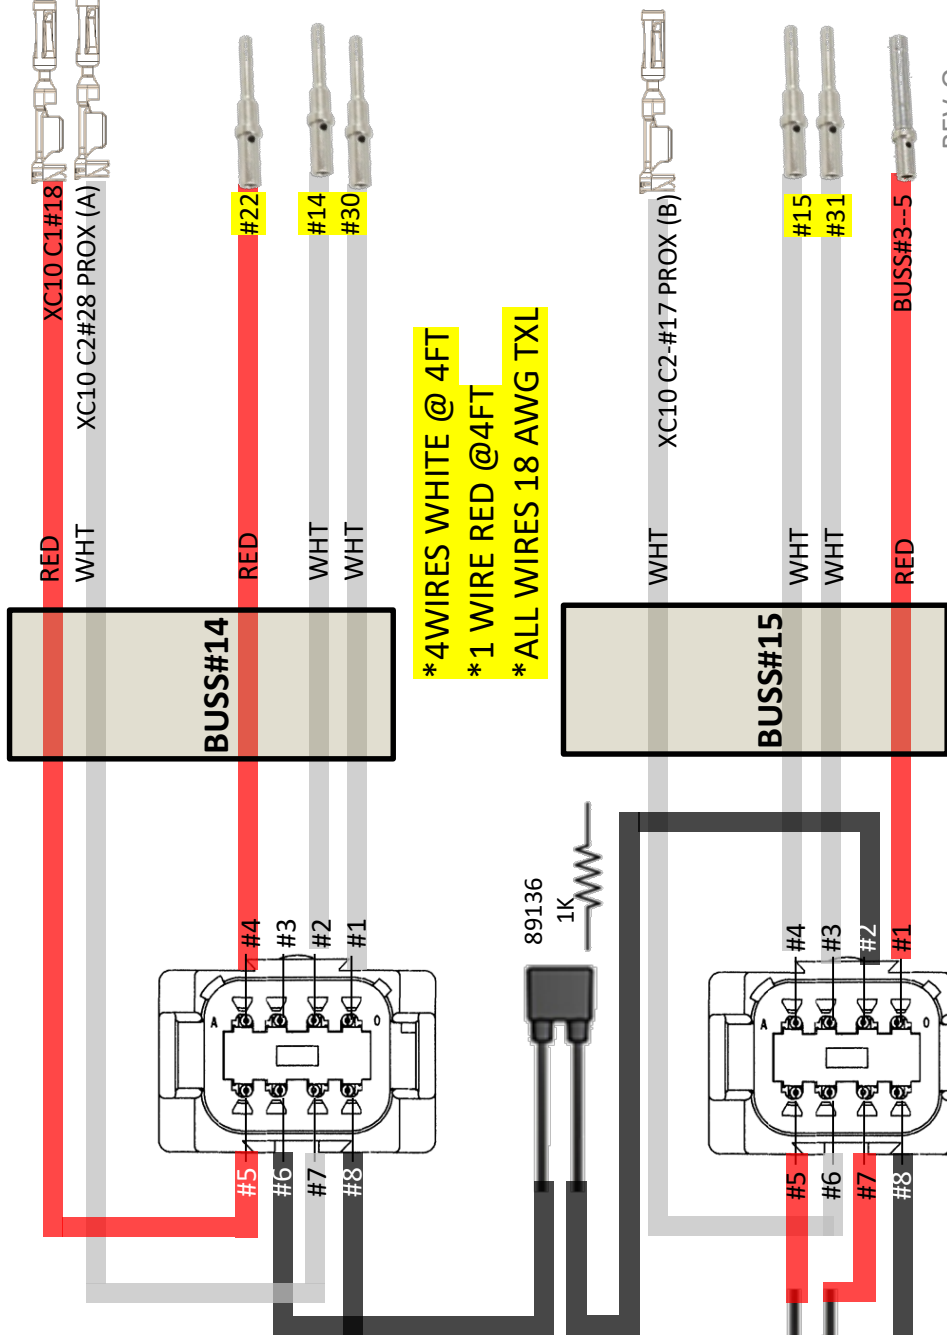 XC10 C1#18
XC10 C2#28 PROX (A)
#22
#14
#30
RED
WHT
RED
WHT
WHT
BUSS#14
*4WIRES WHITE @ 4FT
*1 WIRE RED @4FT
*ALL WIRES 18 AWG TXL
XC10 C2-#17 PROX (B)
#15
#31
BUSS#3--5
WHT
WHT
WHT
RED
BUSS#15
#4
#3
#2
#1
A
#5
#6
#7
#8
89136
1K
#4
#3
#2
#1
A
#5
#6
#7
#8